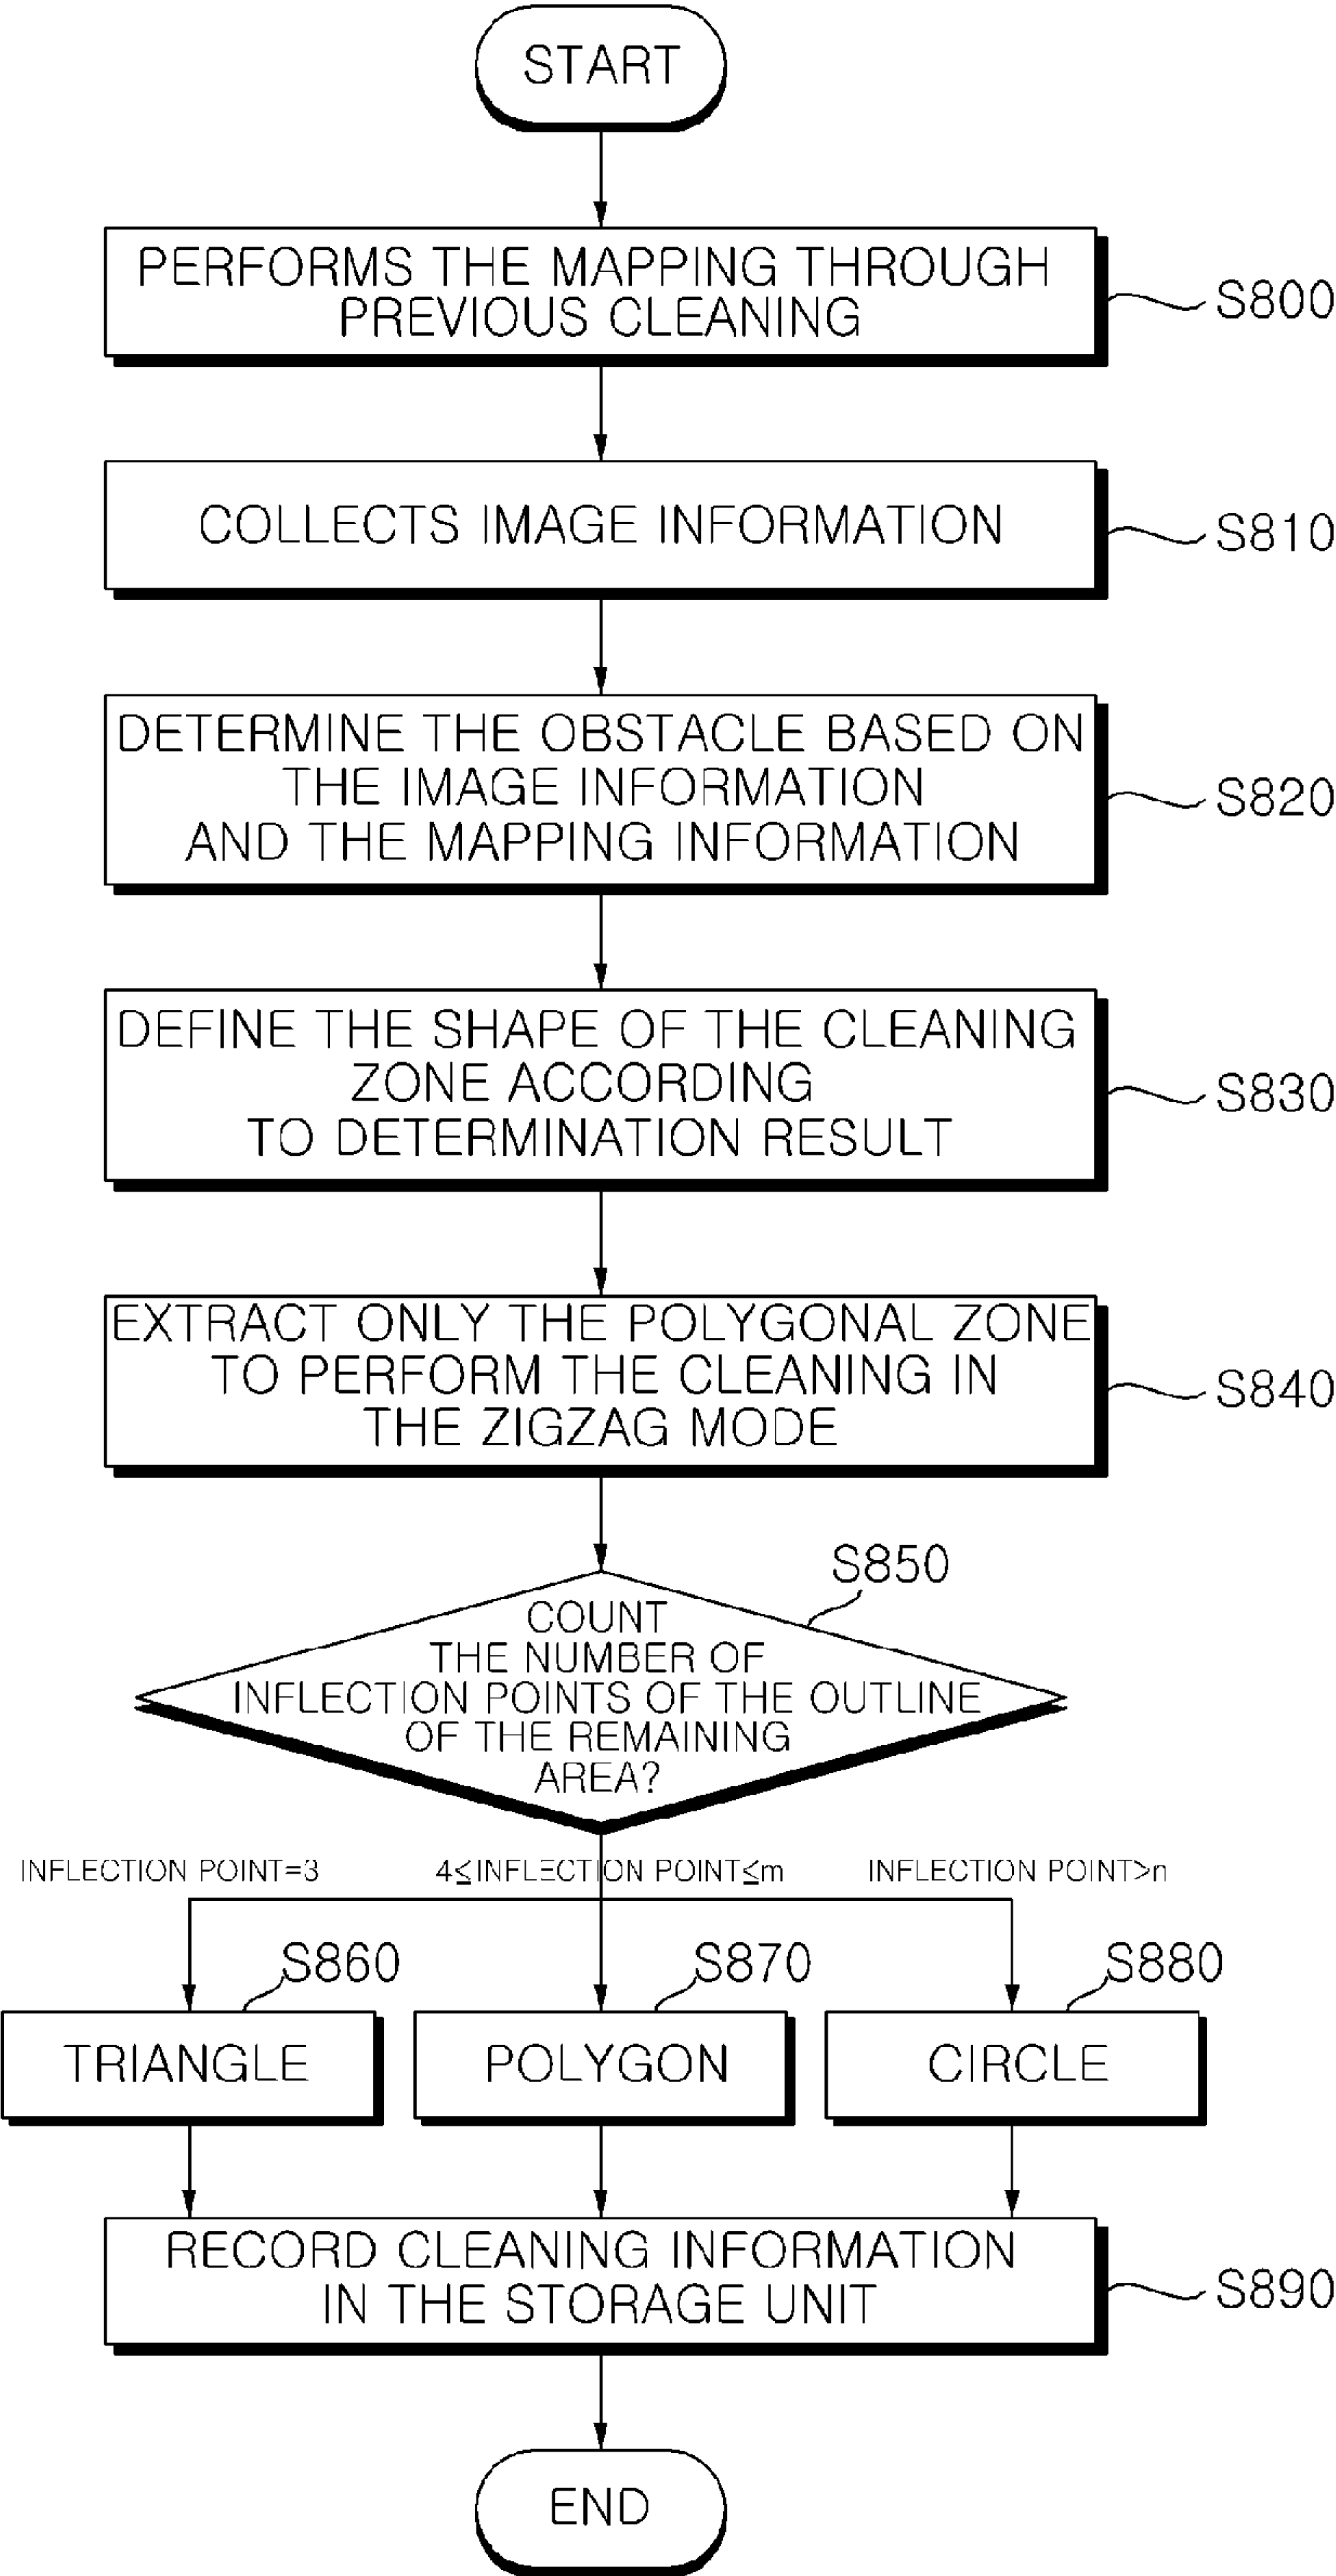 START
PERFORMS THE MAPPING THROUGH
PREVIOUS CLEANING
S800
COLLECTS IMAGE INFORMATION
S810
DETERMINE THE OBSTACLE BASED ON
THE IMAGE INFORMATION
AND THE MAPPING INFORMATION
S820
DEFINE THE SHAPE OF THE CLEANING
ZONE ACCORDING
TO DETERMINATION RESULT
S830
EXTRACT ONLY THE POLYGONAL ZONE
TO PERFORM THE CLEANING IN
THE ZIGZAG MODE
S840
S850
COUNT
THE NUMBER OF
INFLECTION POINTS OF THE OUTLINE
OF THE REMAINING
AREA?
INFLECTION POINT=3
4≤INFLECTION POINT≤m
INFLECTION POINT>n
S860
S870
S880
TRIANGLE
POLYGON
CIRCLE
RECORD CLEANING INFORMATION
IN THE STORAGE UNIT
S890
END